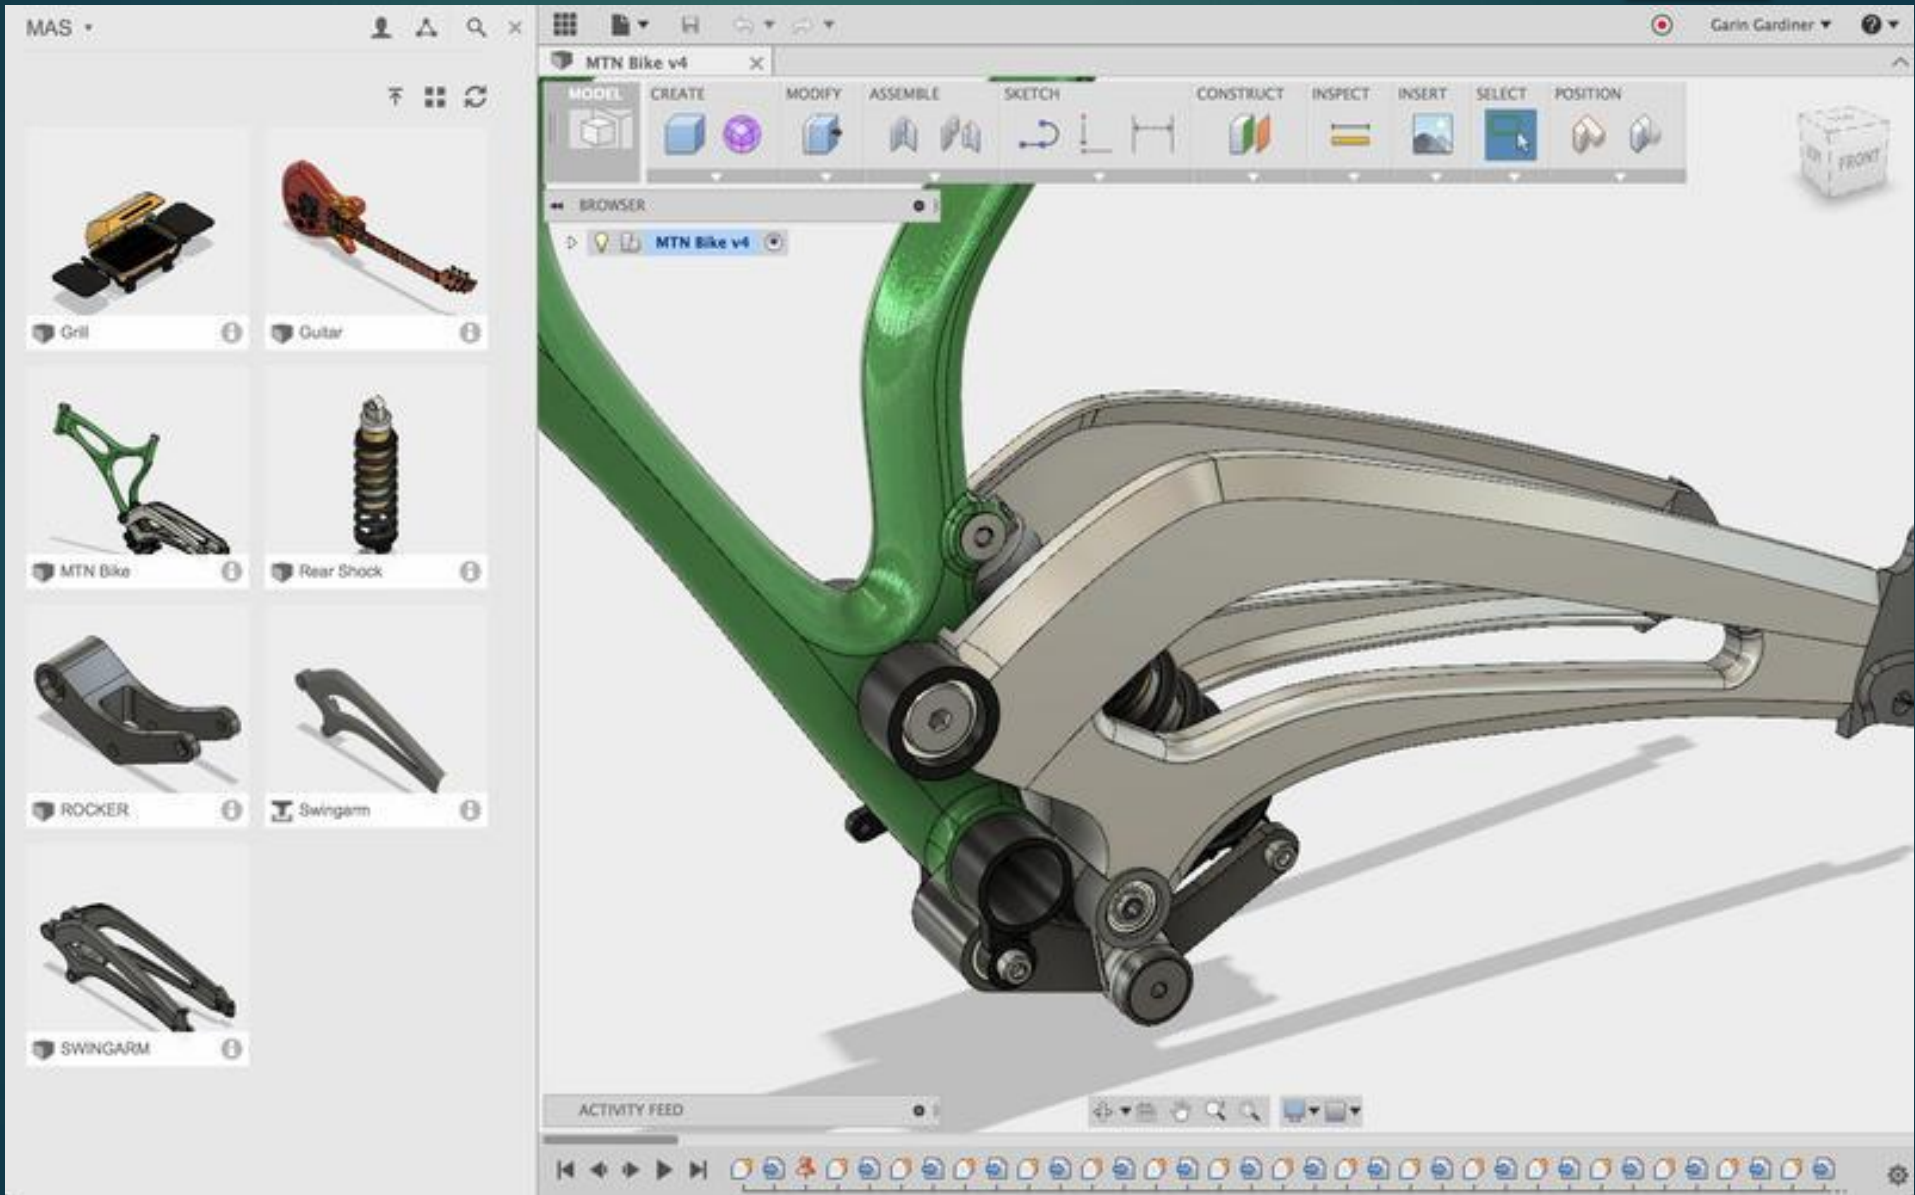 MAS
Grill
Guitar
MTN Bike
Rear Shock
ROCKER
Swingarm
SWINGARM
Garin Gardiner
MTN Bike v4
MODEL
CREATE
MODIFY
ASSEMBLE
SKETCH
CONSTRUCT
INSPECT
INSERT
SELECT
POSITION
FRONT
BROWSER
MTN Bike v4
ACTIVITY FEED